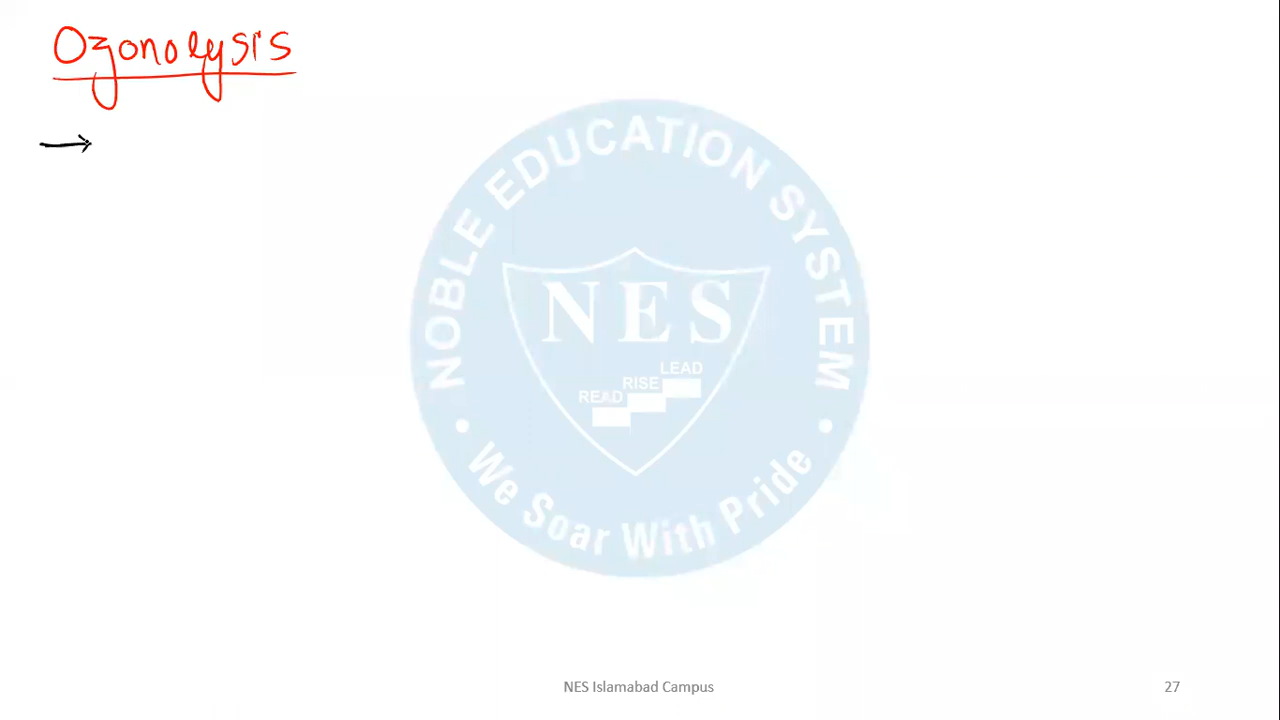 Ozonolysis
→
NOBLE EDUCATION SYSTEM
NES
LEAD
RISE
READ
• We Soar With Pride •
NES Islamabad Campus
27